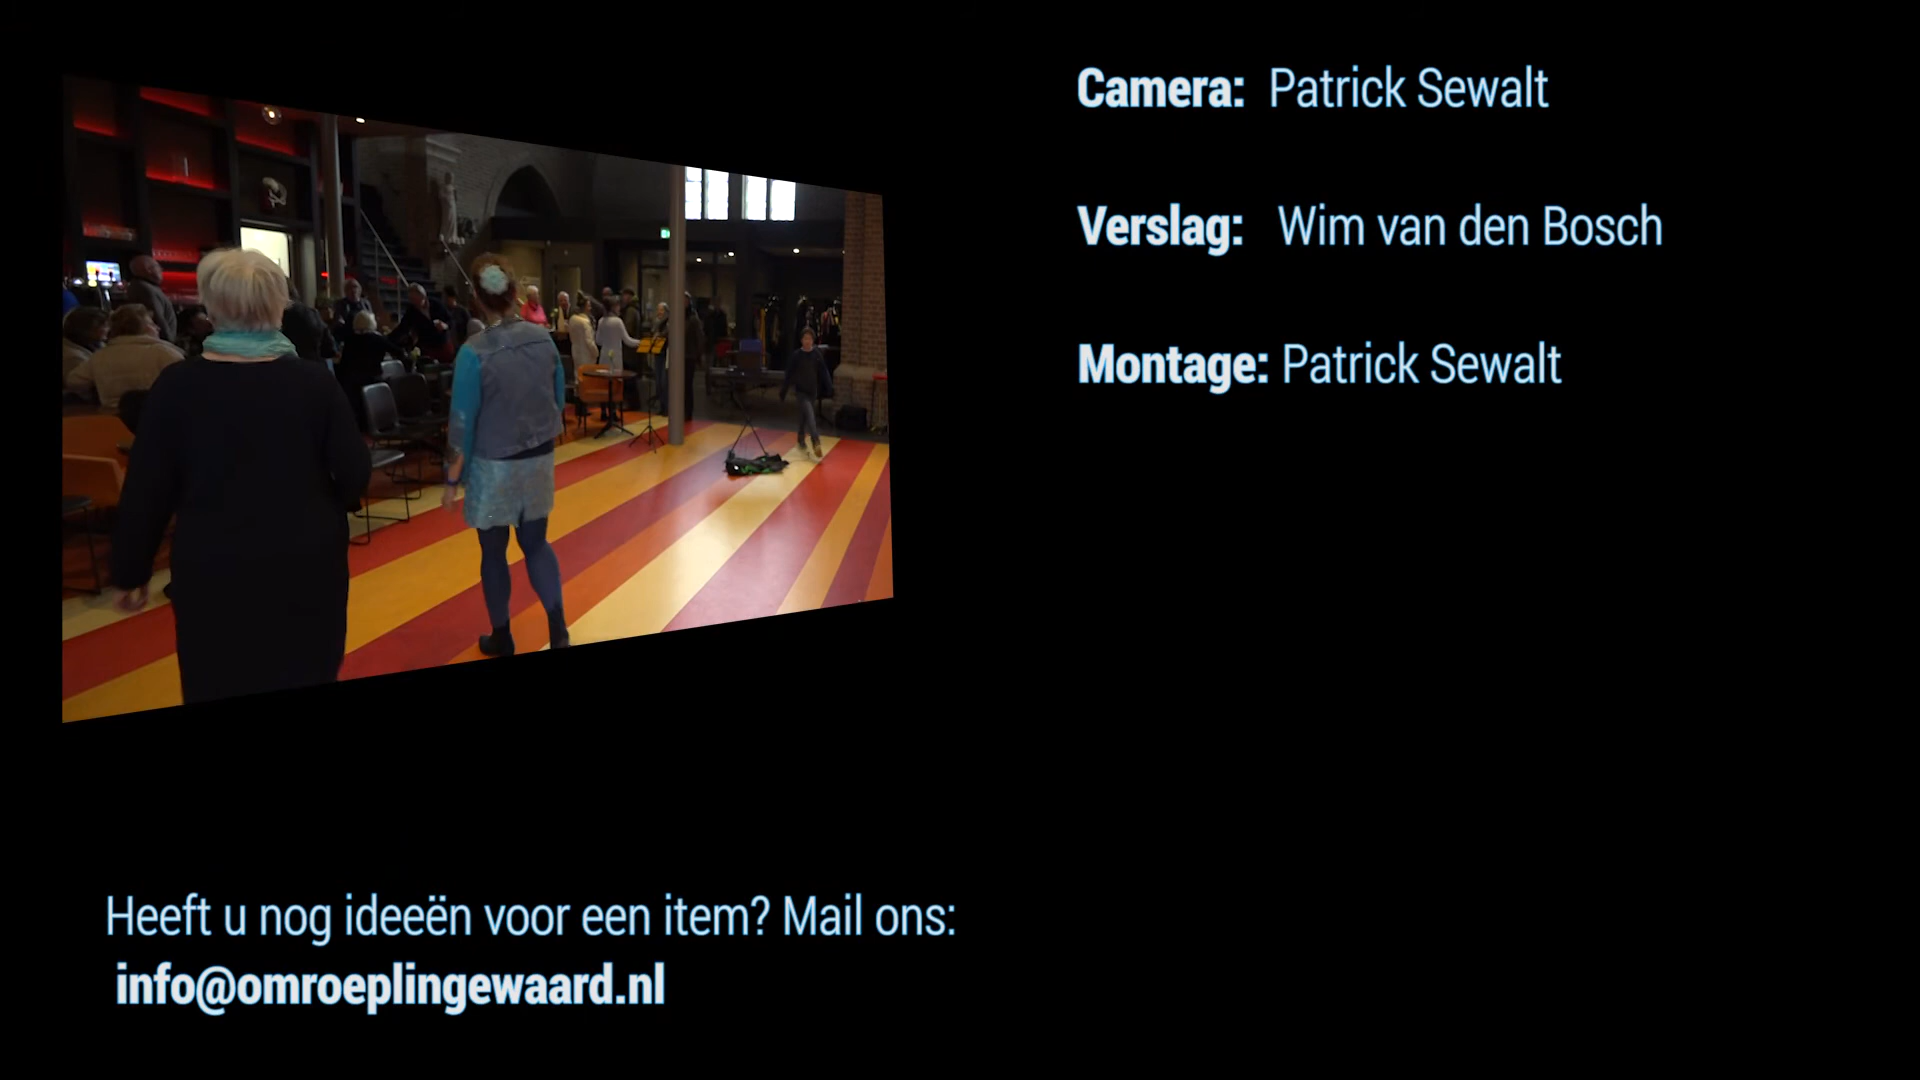 Camera: Patrick Sewalt
Verslag: Wim van den Bosch
Montage: Patrick Sewalt
Heeft u nog ideeën voor een item? Mail ons:
info@omroeplingewaard.nl